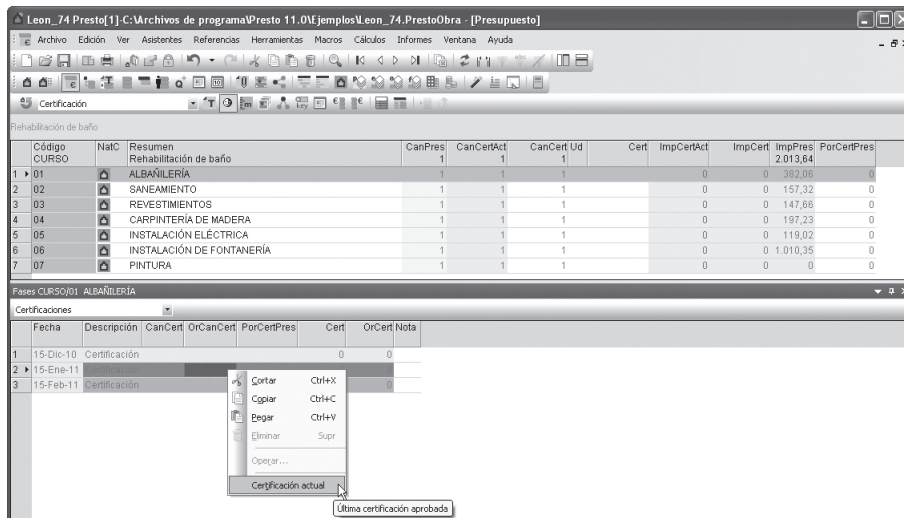 Leon_74 Presto[1]-C:\Archivos de programa\Presto 11.0\Ejemplos\Leon_74.PrestoObra - [Presupuesto]
Archivo Edición Ver Asistentes Referencias Herramientas Macros Cálculos Informes Ventana Ayuda
Certificación
Rehabilitación de baño
Código NatC Resumen CanPres CanCertAct CanCert Ud Cert ImpCertAct ImpCert ImpPres PorCertPres
CURSO Rehabilitación de baño 1 1 1 2.013,64
1 01 ALBAÑILERÍA 1 1 1 0 0 382,06 0
2 02 SANEAMIENTO 1 1 1 0 0 157,32 0
3 03 REVESTIMIENTOS 1 1 1 0 0 147,66 0
4 04 CARPINTERÍA DE MADERA 1 1 1 0 0 197,23 0
5 05 INSTALACIÓN ELÉCTRICA 1 1 1 0 0 119,02 0
6 06 INSTALACIÓN DE FONTANERÍA 1 1 1 0 0 1.010,35 0
7 07 PINTURA 1 1 1 0 0 0 0
Fases CURSO/01 ALBAÑILERÍA
Certificaciones
Fecha Descripción CanCert OrCanCert PorCertPres Cert OrCert Nota
1 15-Dic-10 Certificación 0 0
2 15-Ene-11 Certificación 0
3 15-Feb-11 Certificación 0
Cortar Ctrl+X
Copiar Ctrl+C
Pegar Ctrl+V
Eliminar Supr
Operar...
Certificación actual
Última certificación aprobada